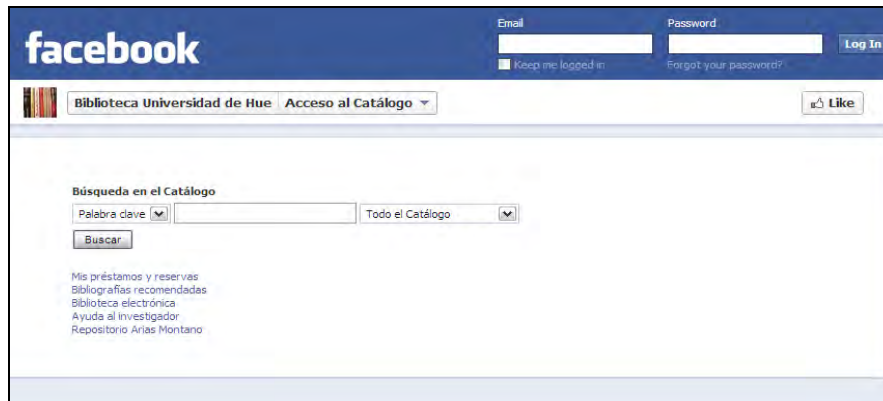 Email Password
facebook Log In
Keep me logged in Forgot your password?
Biblioteca Universidad de Hue Acceso al Catálogo Like
Búsqueda en el Catálogo
Palabra clave Todo el Catálogo
Buscar
Mis préstamos y reservas
Bibliografías recomendadas
Biblioteca electrónica
Ayuda al investigador
Repositorio Arias Montano